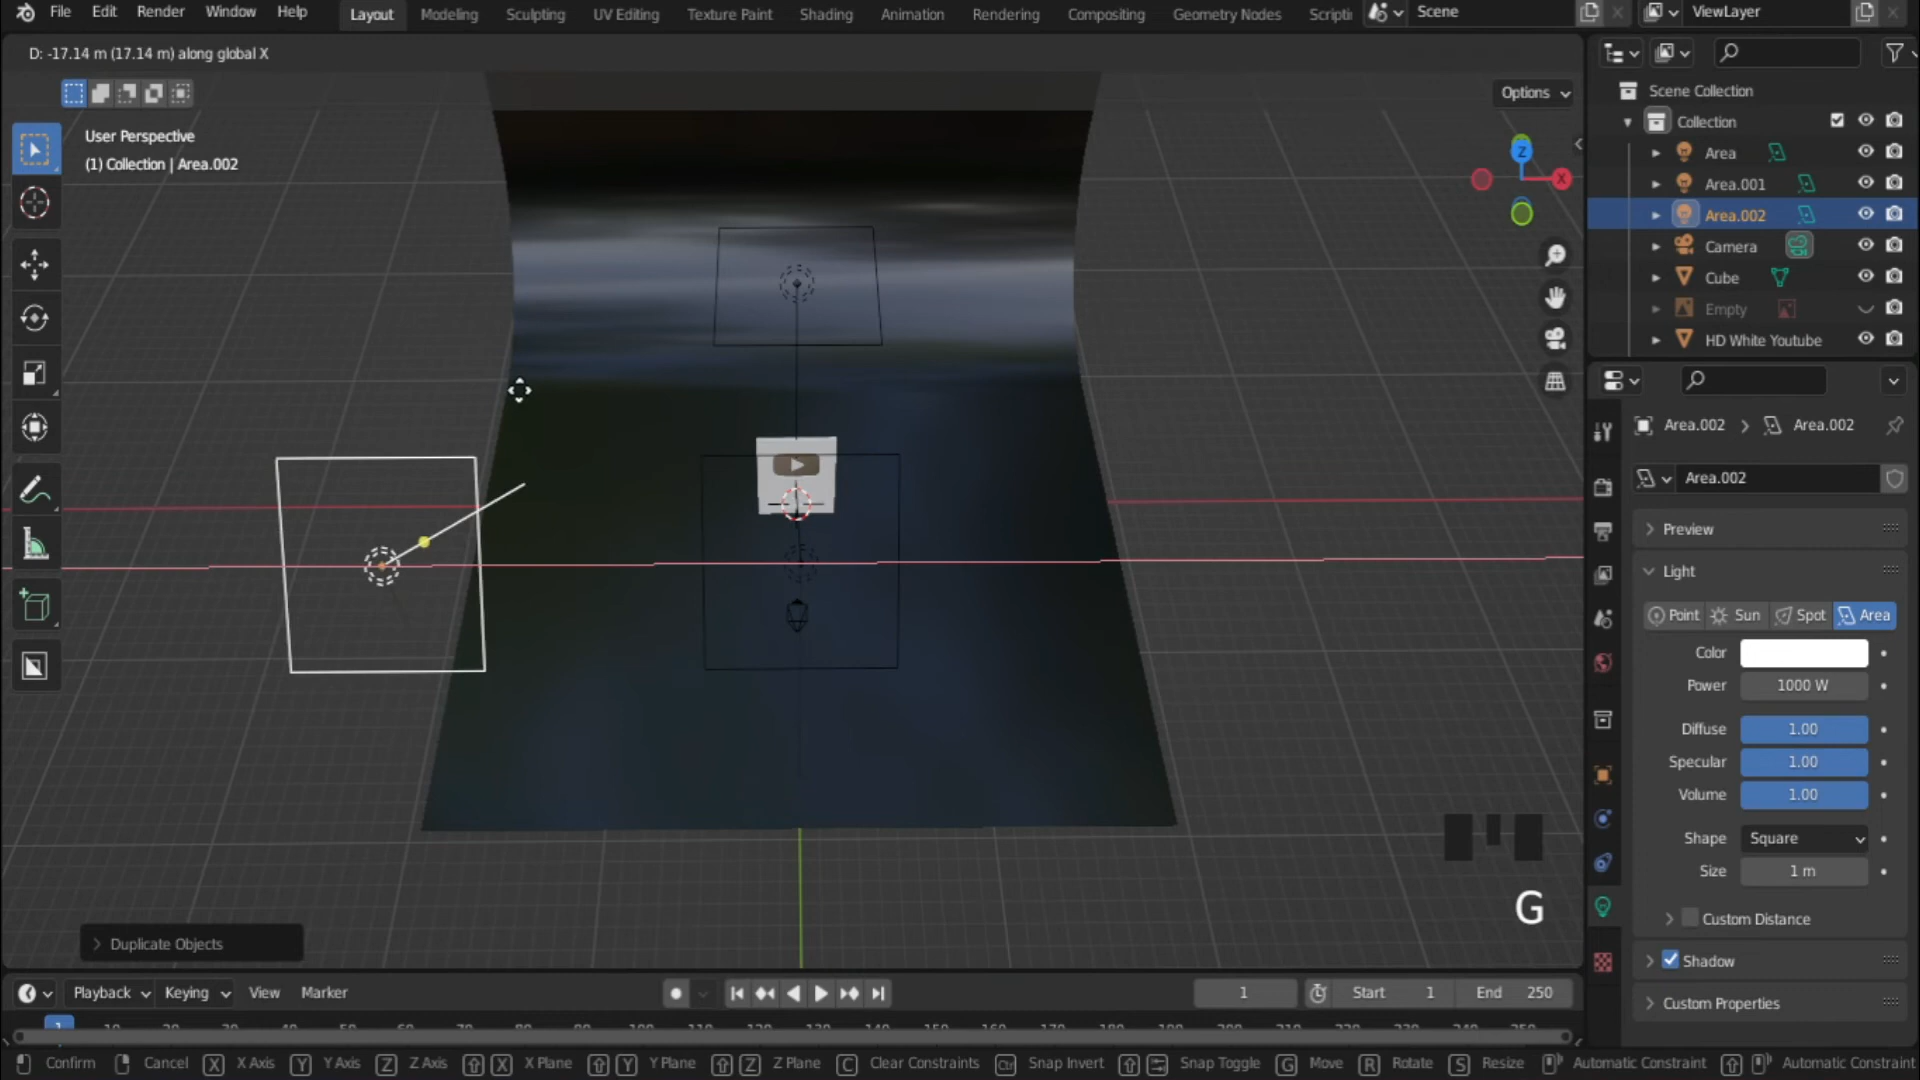 File Edit Render Window Help Layout Modeling Sculpting UV Editing Texture Paint Shading Animation Rendering Compositing Geometry Nodes Scripti Scene ViewLayer
D: -17.14 m (17.14 m) along global X
Options
User Perspective
(1) Collection | Area.002
Z
X
Scene Collection
Collection
Area
Area.001
Area.002
Camera
Cube
Empty
HD White Youtube
Area.002 > Area.002
Area.002
Preview
Light
Point Sun Spot Area
Color
Power 1000 W
Diffuse 1.00
Specular 1.00
Volume 1.00
Shape Square
Size 1 m
Custom Distance
Shadow
Custom Properties
G
Duplicate Objects
Playback Keying View Marker 1 Start 1 End 250
1
Confirm Cancel X X Axis Y Y Axis Z Z Axis X X Plane Y Y Plane Z Z Plane C Clear Constraints Ctrl Snap Invert Snap Toggle G Move R Rotate S Resize Automatic Constraint Automatic Constraint